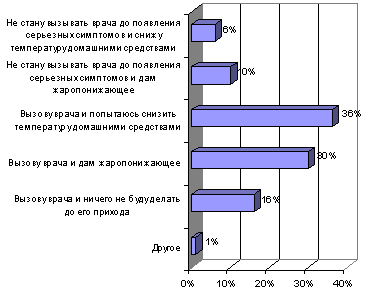 Не стану вызывать врача до появления
серьезных симптомов и снижу
температуру домашними средствами
6%
Не стану вызывать врача до появления
серьезных симптомов и дам
жаропонижающее
10%
Вызову врача и попытаюсь снизить
температуру домашними средствами
36%
Вызову врача и дам жаропонижающее
30%
Вызову врача и ничего не буду делать
до его прихода
16%
Другое
1%
0% 10% 20% 30% 40%